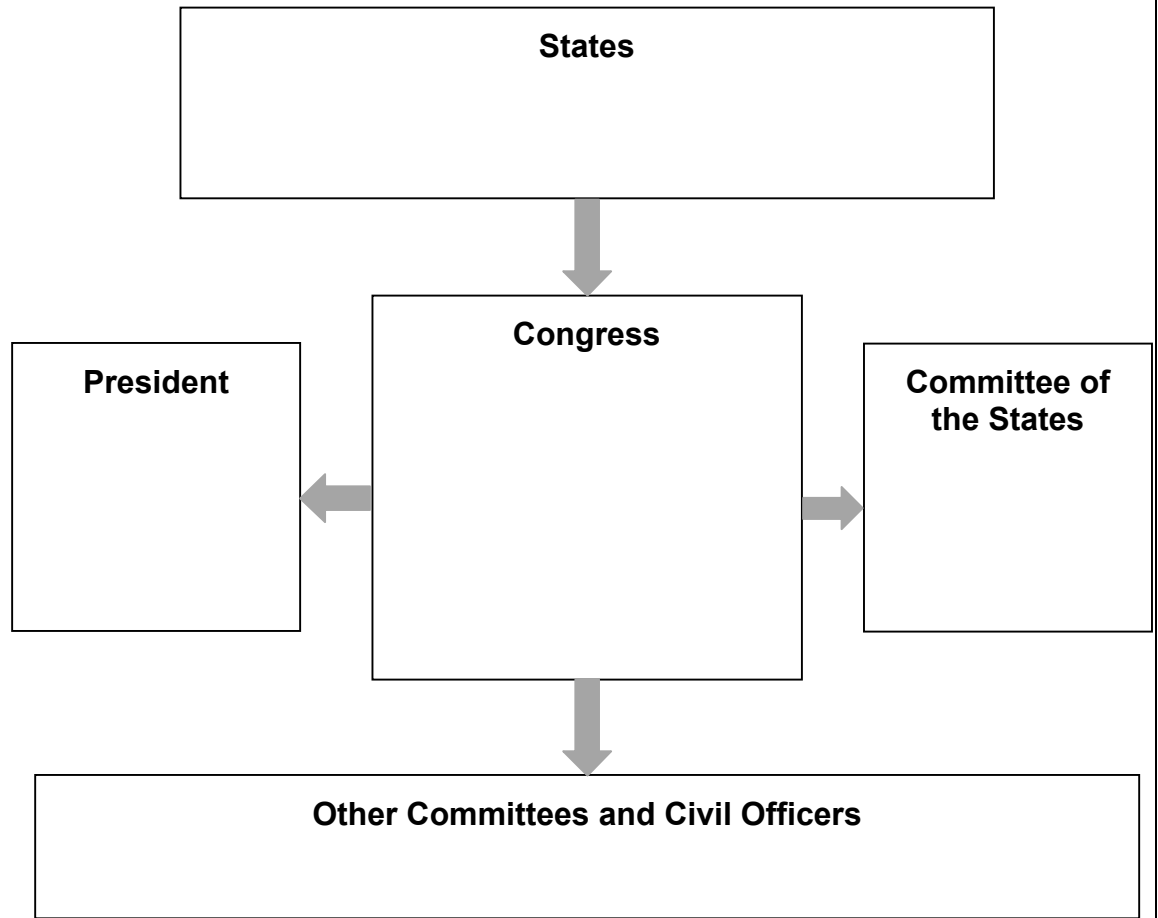 States
Congress
President
Committee of
the States
Other Committees and Civil Officers